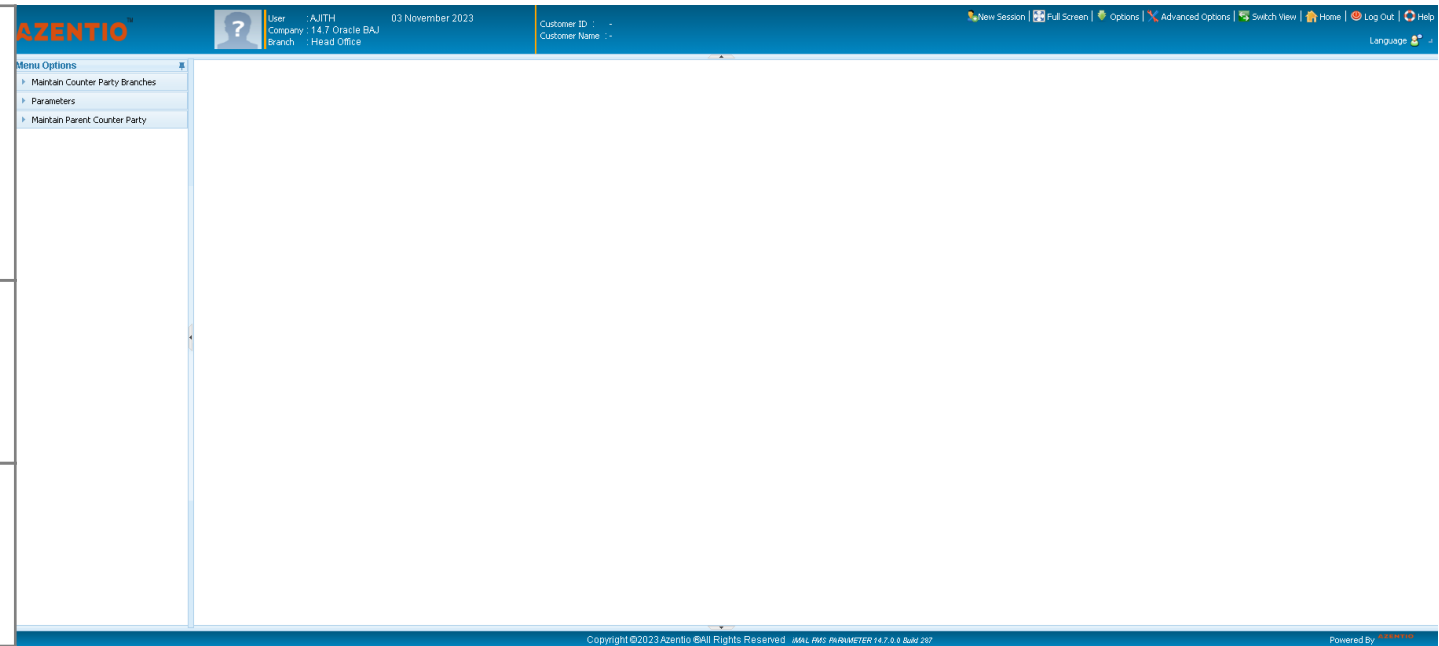 AZENTIO™
?
User : AJITH 03 November 2023
Company : 14.7 Oracle BAJ
Branch : Head Office
Customer ID : -
Customer Name : -
New Session | Full Screen | Options | Advanced Options | Switch View | Home | Log Out | Help
Language
Menu Options
Maintain Counter Party Branches
Parameters
Maintain Parent Counter Party
Copyright ©2023 Azentio ®All Rights Reserved IMAL FMS PARAMETER 14.7.0.0 Build 287
Powered By AZENTIO